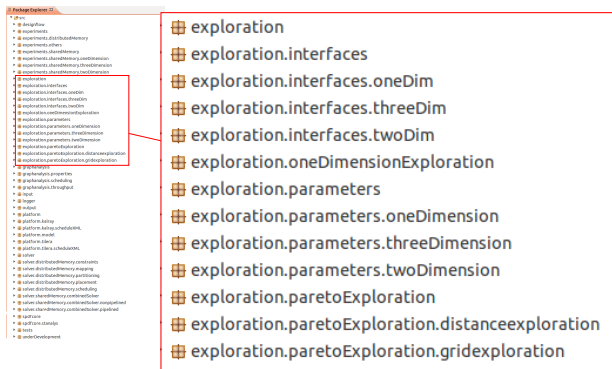 Package Explorer
src
designflow
experiments
experiments.distributedMemory
experiments.others
experiments.sharedMemory
experiments.sharedMemory.oneDimension
experiments.sharedMemory.threeDimension
experiments.sharedMemory.twoDimension
exploration
exploration.interfaces
exploration.interfaces.oneDim
exploration.interfaces.threeDim
exploration.interfaces.twoDim
exploration.oneDimensionExploration
exploration.parameters
exploration.parameters.oneDimension
exploration.parameters.threeDimension
exploration.parameters.twoDimension
exploration.paretoExploration
exploration.paretoExploration.distanceexploration
exploration.paretoExploration.gridexploration
graphanalysis
graphanalysis.properties
graphanalysis.scheduling
graphanalysis.throughput
input
logger
output
platform
platform.kalray
platform.kalray.scheduleXML
platform.model
platform.tilera
platform.tilera.scheduleXML
solver
solver.distributedMemory.constraints
solver.distributedMemory.mapping
solver.distributedMemory.partitioning
solver.distributedMemory.placement
solver.distributedMemory.scheduling
solver.sharedMemory.combinedSolver
solver.sharedMemory.combinedSolver.nonpipelined
solver.sharedMemory.combinedSolver.pipelined
spdfcore
spdfcore.stanalys
tests
underDevelopment
exploration
exploration.interfaces
exploration.interfaces.oneDim
exploration.interfaces.threeDim
exploration.interfaces.twoDim
exploration.oneDimensionExploration
exploration.parameters
exploration.parameters.oneDimension
exploration.parameters.threeDimension
exploration.parameters.twoDimension
exploration.paretoExploration
exploration.paretoExploration.distanceexploration
exploration.paretoExploration.gridexploration